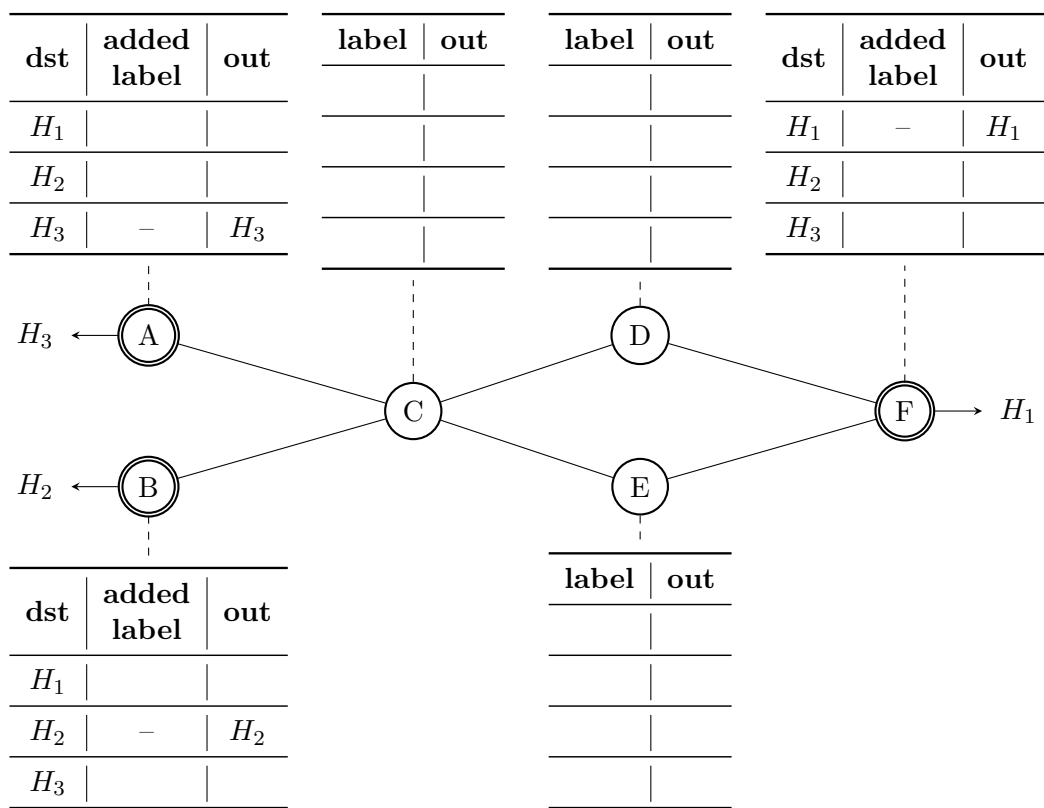 dst added label out
H₁
H₂
H₃ – H₃
label out
label out
dst added label out
H₁ – H₁
H₂
H₃
H₃ A D
C F H₁
H₂ B E
dst added label out
H₁
H₂ – H₂
H₃
label out